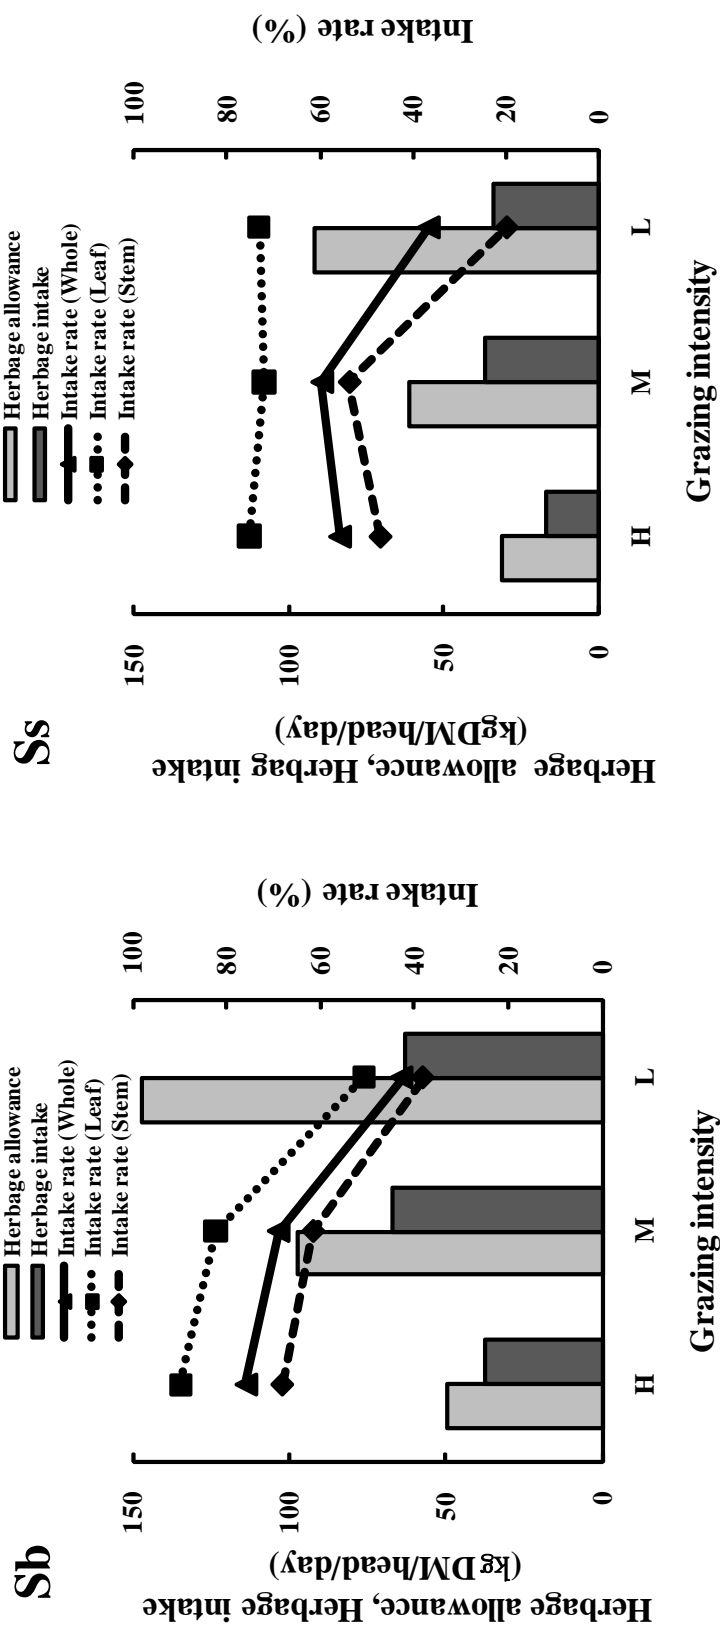 Sb
Herbage allowance
Herbage intake
Intake rate (Whole)
Intake rate (Leaf)
Intake rate (Stem)
Herbage allowance, Herbage intake
(kgDM/head/day)
150
100
50
0
100
80
60
40
20
0
Intake rate
(%)
H M L
Grazing intensity
Ss
Herbage allowance
Herbage intake
Intake rate (Whole)
Intake rate (Leaf)
Intake rate (Stem)
Herbage allowance, Herbag intake
(kgDM/head/day)
150
100
50
0
100
80
60
40
20
0
Intake rate
(%)
H M L
Grazing intensity